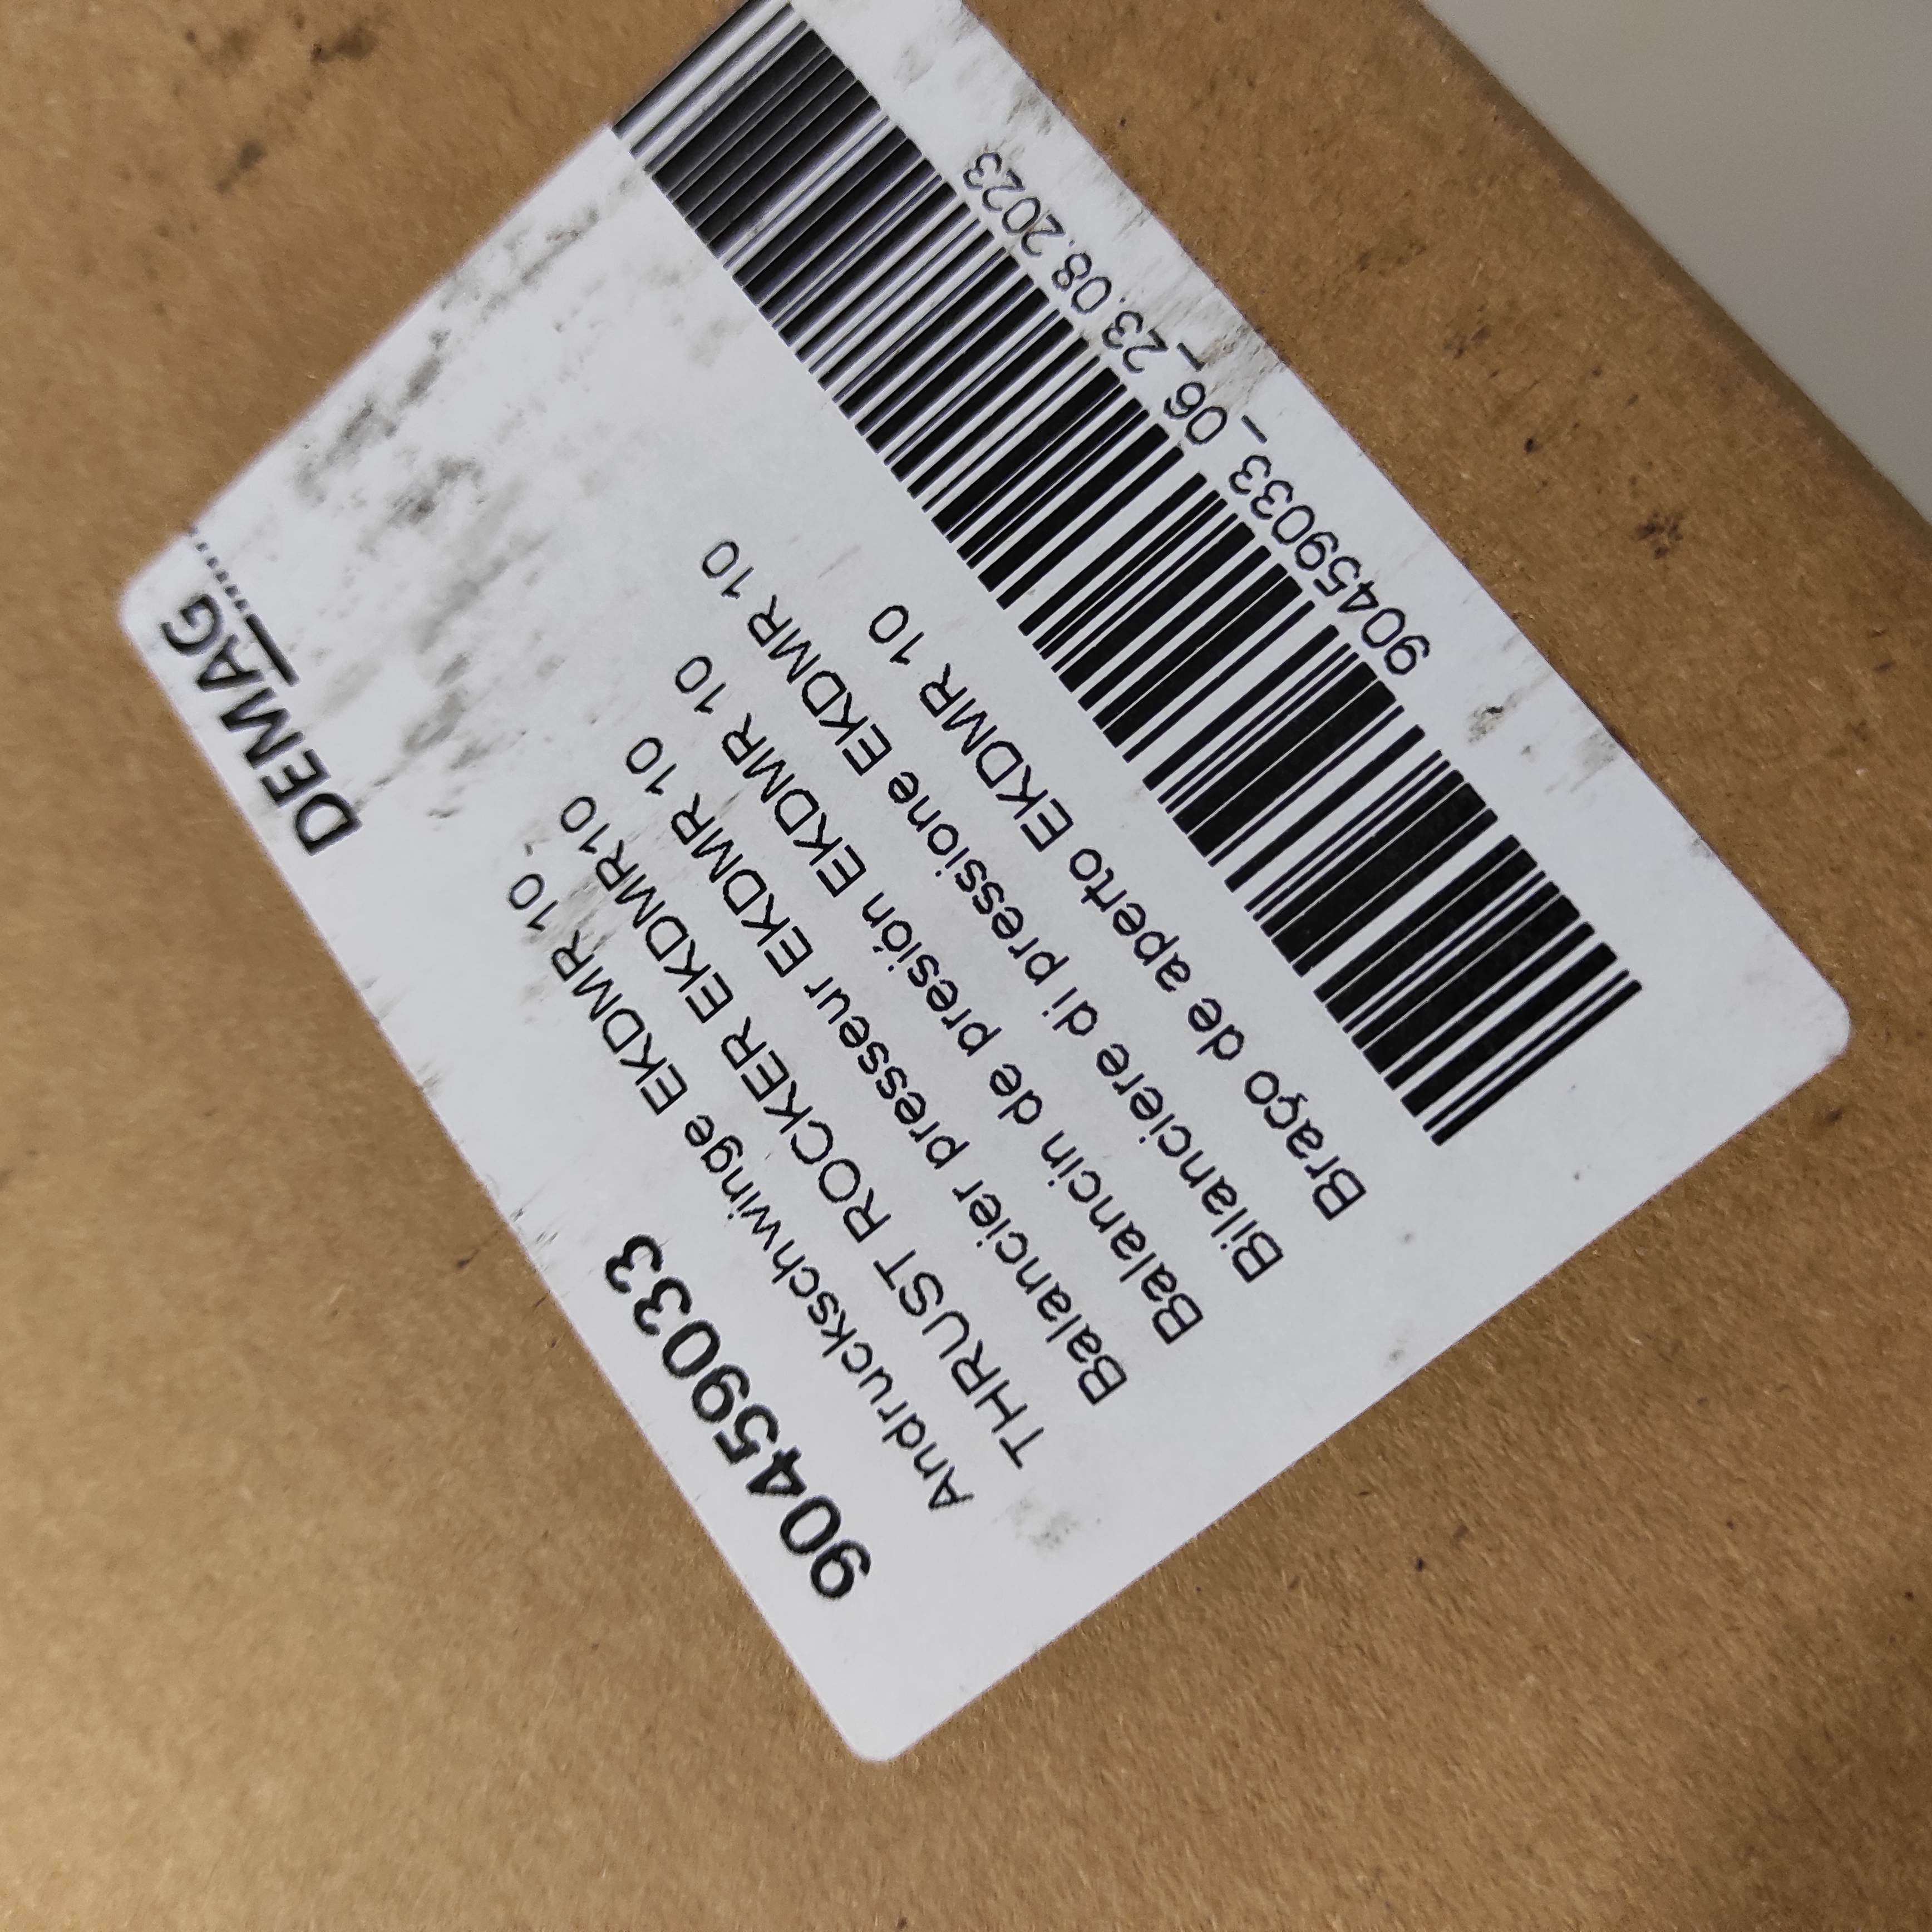 DEMAG
90459033
Andruckschwinge EKDMR 10
THRUST ROCKER EKDMR10
Balancier presseur EKDMR 10
Balancin de presión EKDMR 10
Bilanciere di pressione EKDMR 10
Braço de aperto EKDMR 10
90459033_06_23.08.2023